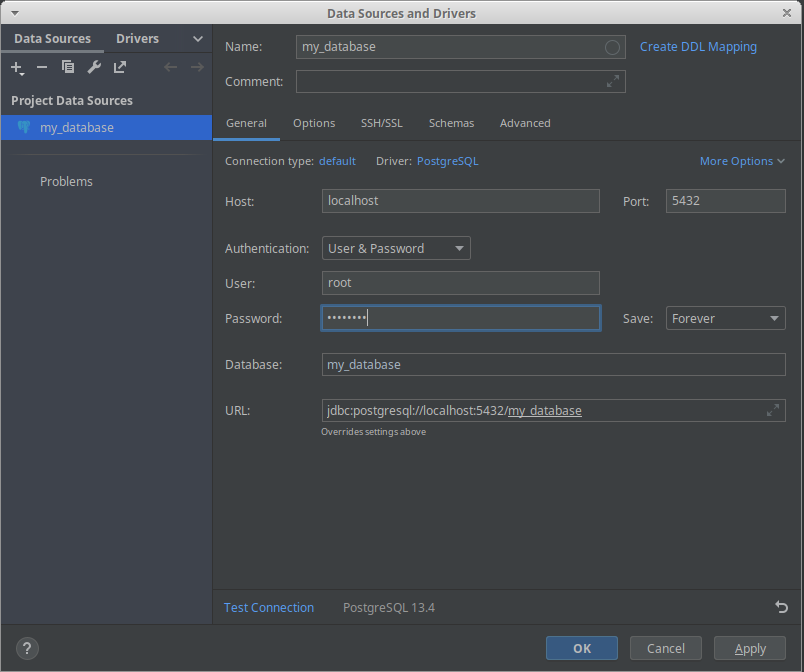 Data Sources and Drivers
Data Sources Drivers
Project Data Sources
my_database
Problems
Name: my_database Create DDL Mapping
Comment:
General Options SSH/SSL Schemas Advanced
Connection type: default Driver: PostgreSQL More Options
Host: localhost Port: 5432
Authentication: User & Password
User: root
Password: •••••••• Save: Forever
Database: my_database
URL: jdbc:postgresql://localhost:5432/my_database
Overrides settings above
Test Connection PostgreSQL 13.4
? OK Cancel Apply